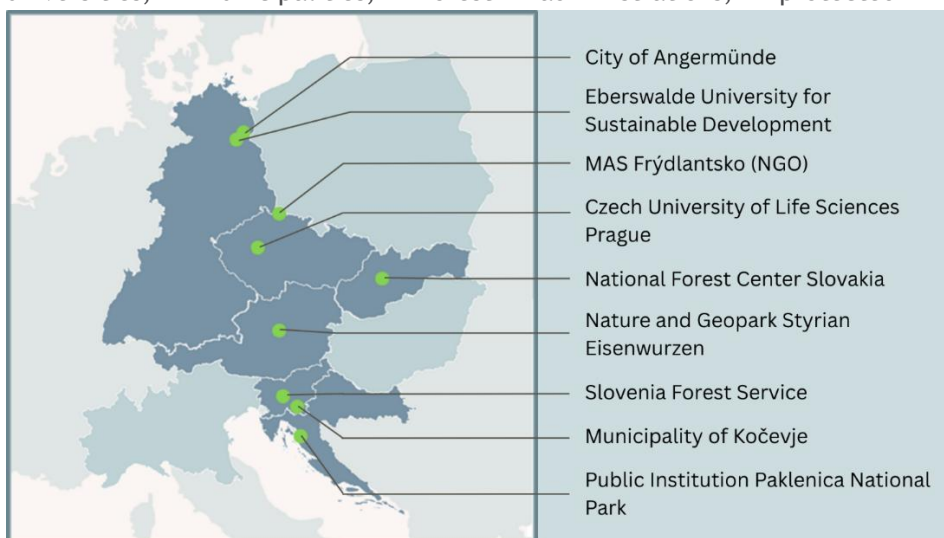 City of Angermünde
Eberswalde University for
Sustainable Development
MAS Frýdlantsko (NGO)
Czech University of Life Sciences
Prague
National Forest Center Slovakia
Nature and Geopark Styrian
Eisenwurzen
Slovenia Forest Service
Municipality of Kočevje
Public Institution Paklenica National
Park